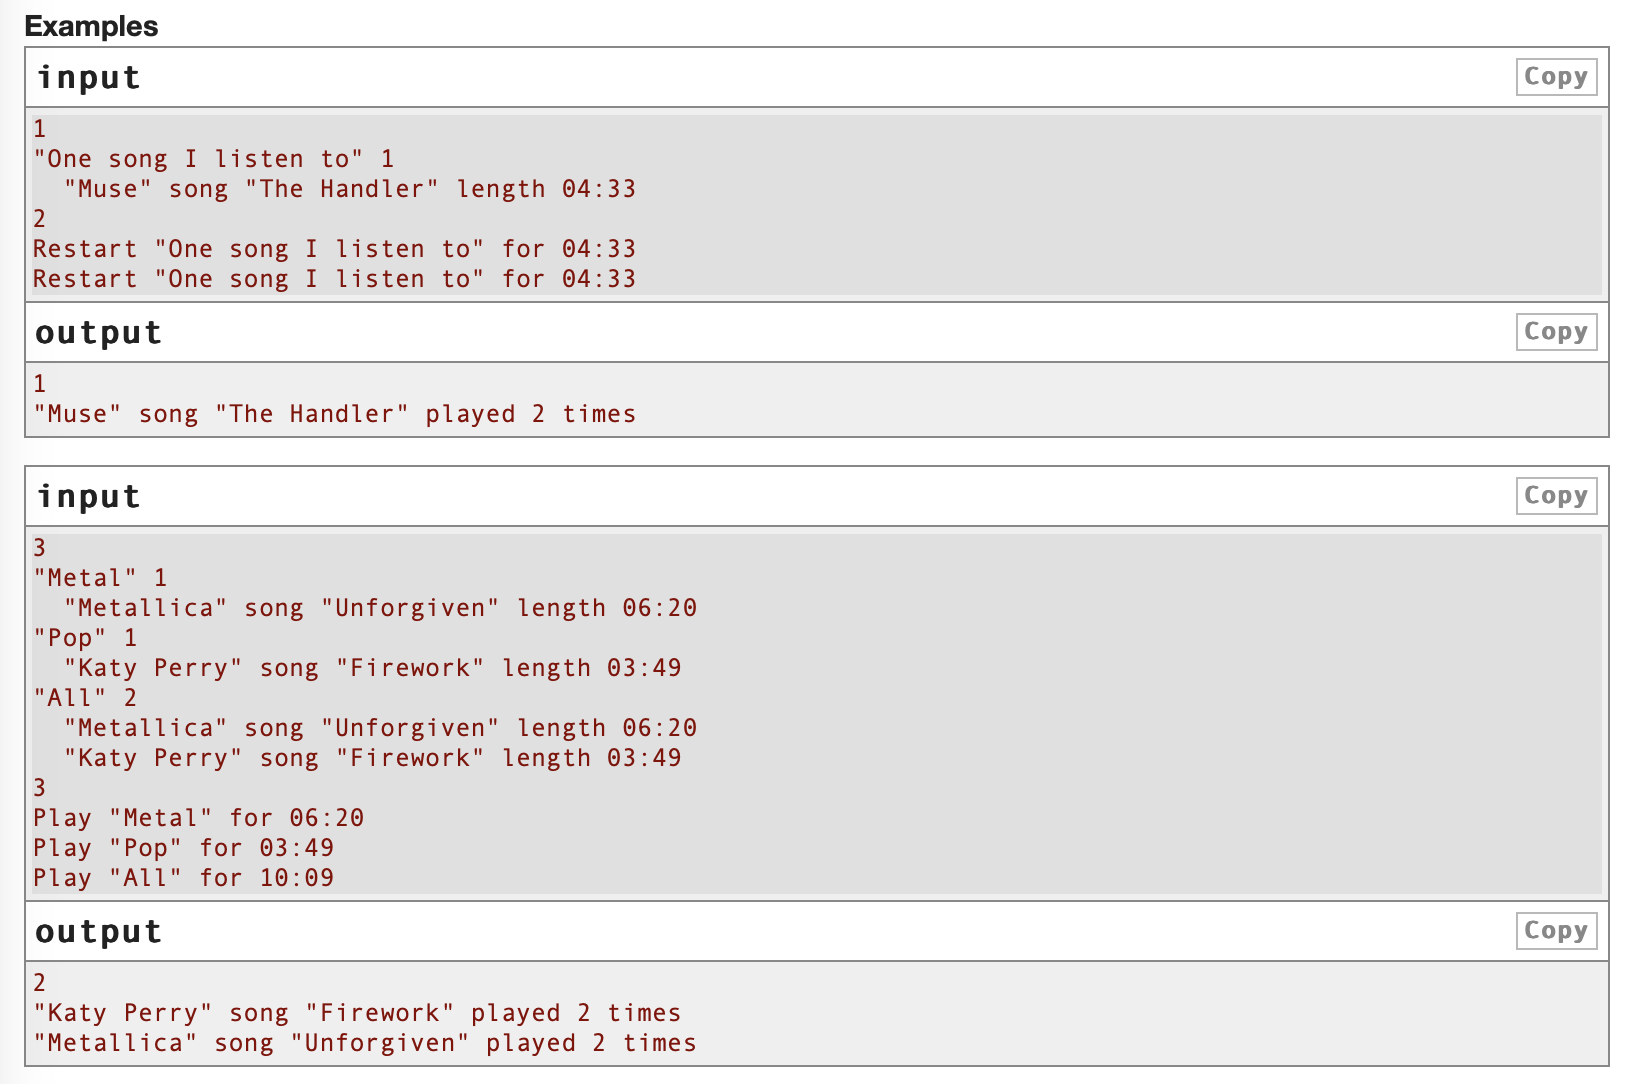 Examples
input
Copy
1
"One song I listen to" 1
  "Muse" song "The Handler" length 04:33
2
Restart "One song I listen to" for 04:33
Restart "One song I listen to" for 04:33
output
Copy
1
"Muse" song "The Handler" played 2 times
input
Copy
3
"Metal" 1
  "Metallica" song "Unforgiven" length 06:20
"Pop" 1
  "Katy Perry" song "Firework" length 03:49
"All" 2
  "Metallica" song "Unforgiven" length 06:20
  "Katy Perry" song "Firework" length 03:49
3
Play "Metal" for 06:20
Play "Pop" for 03:49
Play "All" for 10:09
output
Copy
2
"Katy Perry" song "Firework" played 2 times
"Metallica" song "Unforgiven" played 2 times